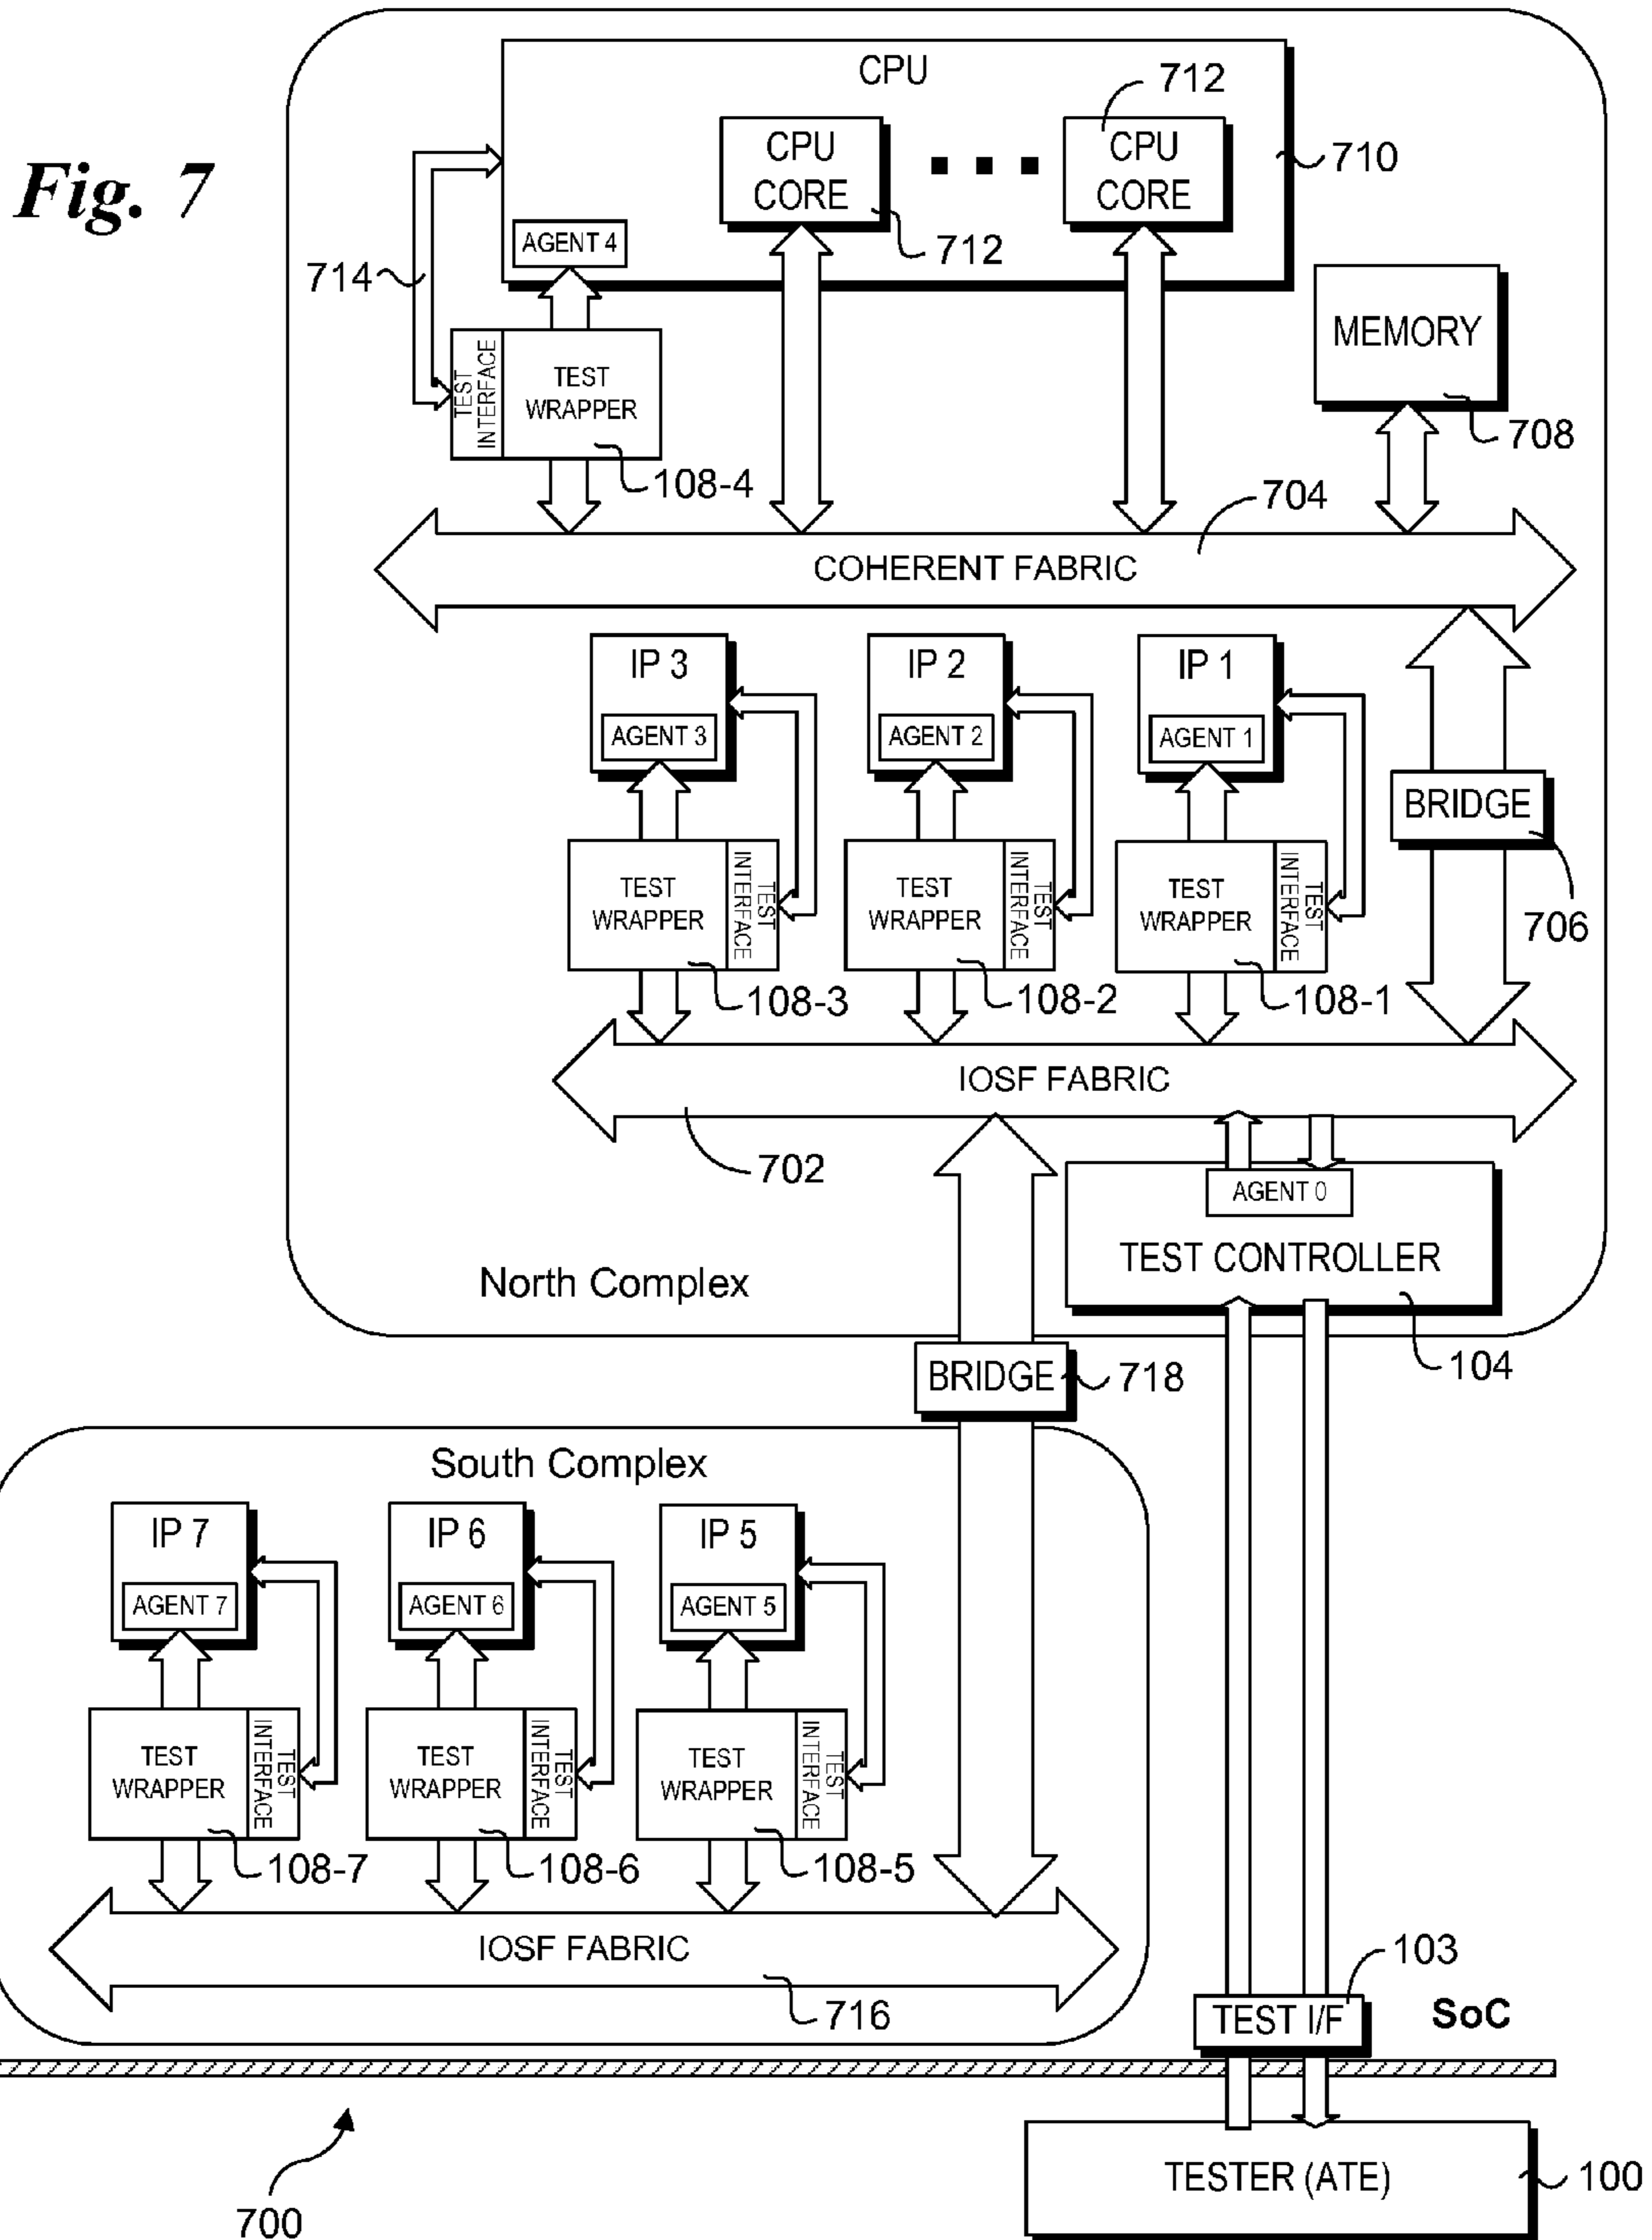 Fig. 7
CPU
712
CPU
CORE
CPU
CORE
710
712
AGENT 4
714
MEMORY
TEST
INTERFACE
TEST
WRAPPER
708
108-4
704
COHERENT FABRIC
IP 3
IP 2
IP 1
AGENT 3
AGENT 2
AGENT 1
BRIDGE
706
TEST
WRAPPER
TEST
INTERFACE
TEST
WRAPPER
TEST
INTERFACE
TEST
WRAPPER
TEST
INTERFACE
108-3
108-2
108-1
IOSF FABRIC
702
AGENT 0
TEST CONTROLLER
North Complex
104
BRIDGE
718
South Complex
IP 7
IP 6
IP 5
AGENT 7
AGENT 6
AGENT 5
TEST
WRAPPER
TEST
INTERFACE
TEST
WRAPPER
TEST
INTERFACE
TEST
WRAPPER
TEST
INTERFACE
108-7
108-6
108-5
IOSF FABRIC
716
103
TEST I/F
SoC
TESTER (ATE)
100
700